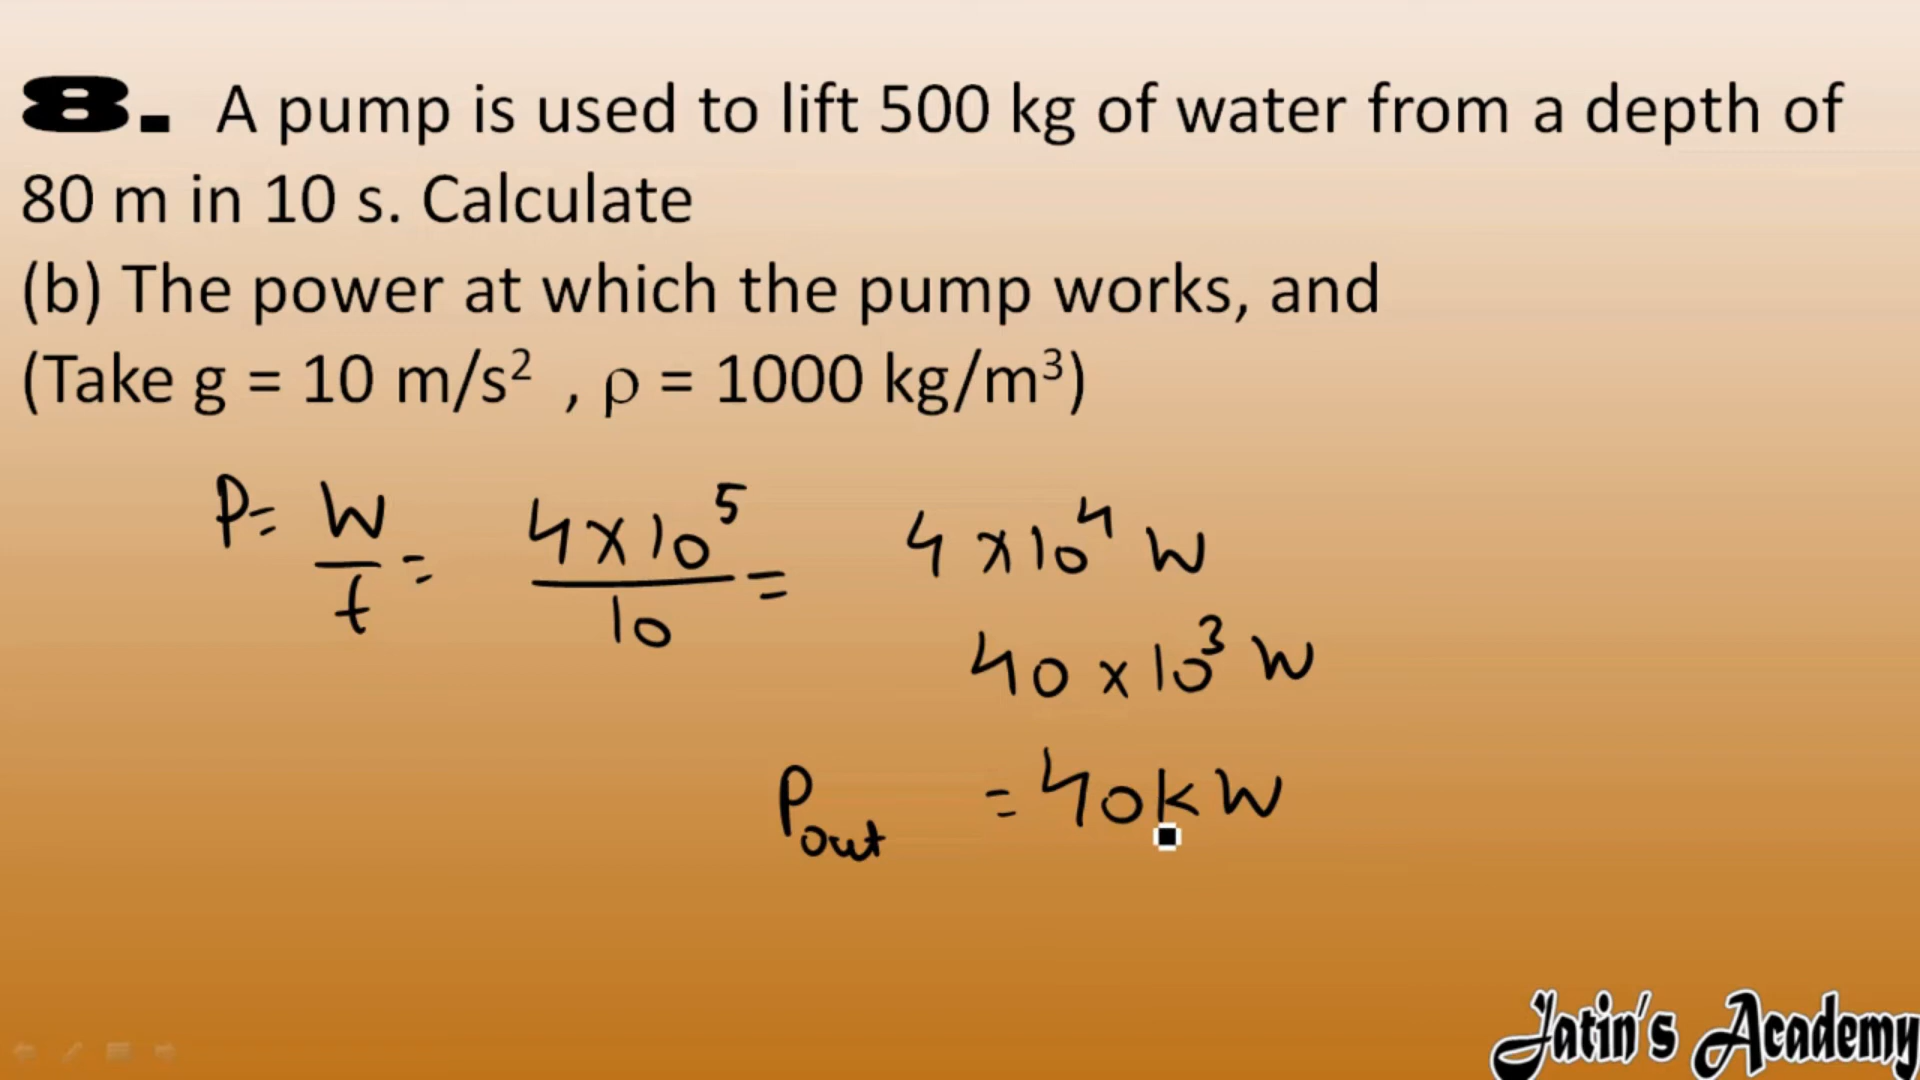 8. A pump is used to lift 500 kg of water from a depth of
80 m in 10 s. Calculate
(b) The power at which the pump works, and
(Take g = 10 m/s² , ρ = 1000 kg/m³)
P= W/t = 4×10⁵/10 = 4×10⁴ W
40×10³ W
Pout = 40kW
Jatin's Academy